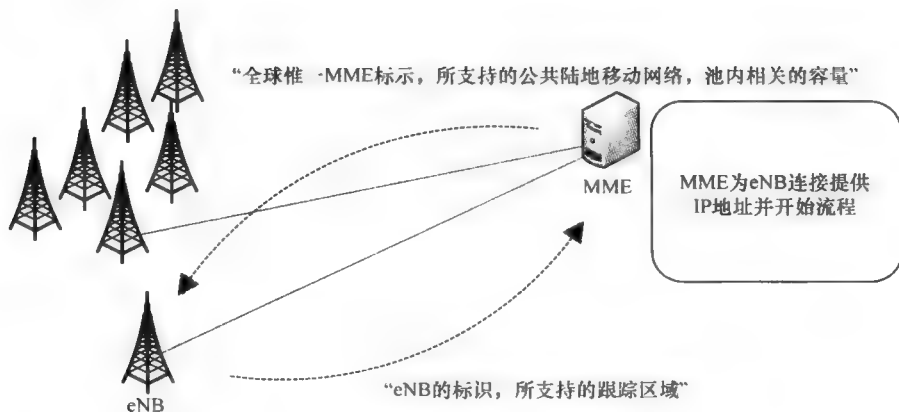 “全球惟一MME标示，所支持的公共陆地移动网络，池内相关的容量”
MME
MME为eNB连接提供
IP地址并开始流程
“eNB的标识，所支持的跟踪区域”
eNB